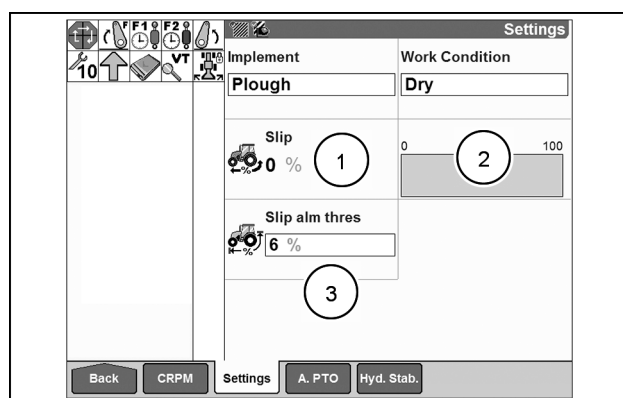 F F1 F2
VT
10
Settings
Implement
Work Condition
Plough
Dry
Slip
0 %
1
0 100
2
%
Slip alm thres
6 %
%
3
Back CRPM Settings A. PTO Hyd. Stab.